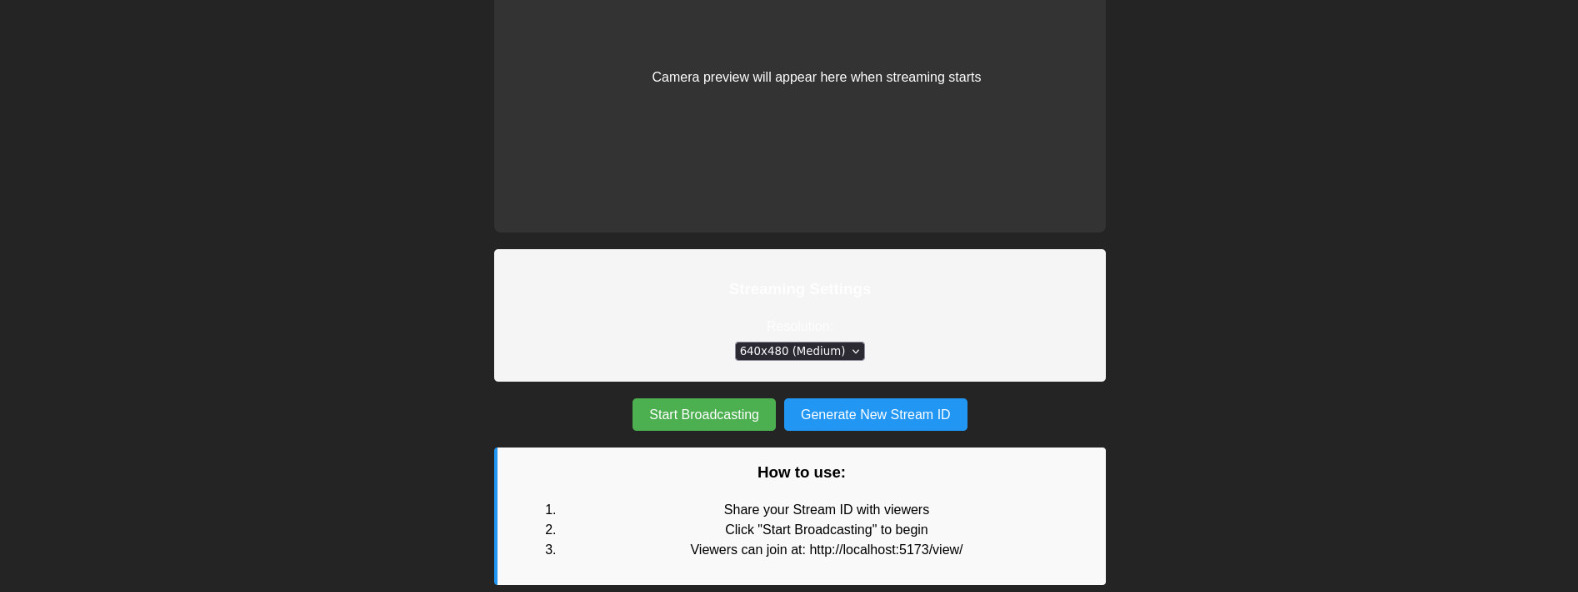 Camera preview will appear here when streaming starts
Streaming Settings
Resolution:
640x480 (Medium)
Start Broadcasting
Generate New Stream ID
How to use:
1. Share your Stream ID with viewers
2. Click "Start Broadcasting" to begin
3. Viewers can join at: http://localhost:5173/view/